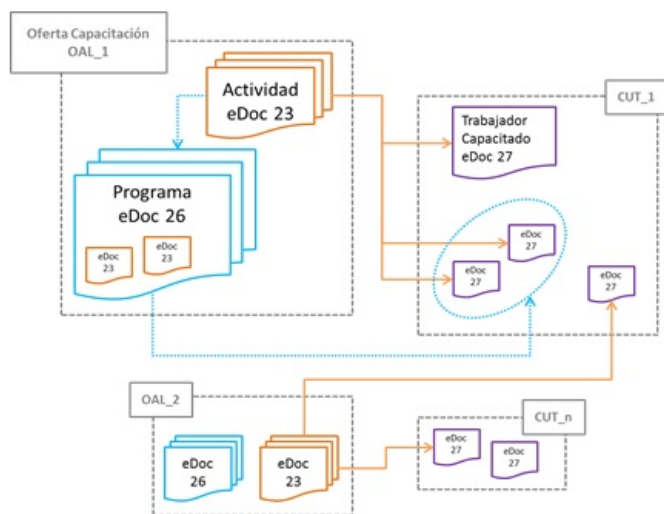 Oferta Capacitación
OAL_1
Actividad
eDoc 23
CUT_1
Trabajador
Capacitado
eDoc 27
Programa
eDoc 26
eDoc
23
eDoc
23
eDoc
27
eDoc
27
eDoc
27
OAL_2
eDoc
26
eDoc
23
CUT_n
eDoc
27
eDoc
27